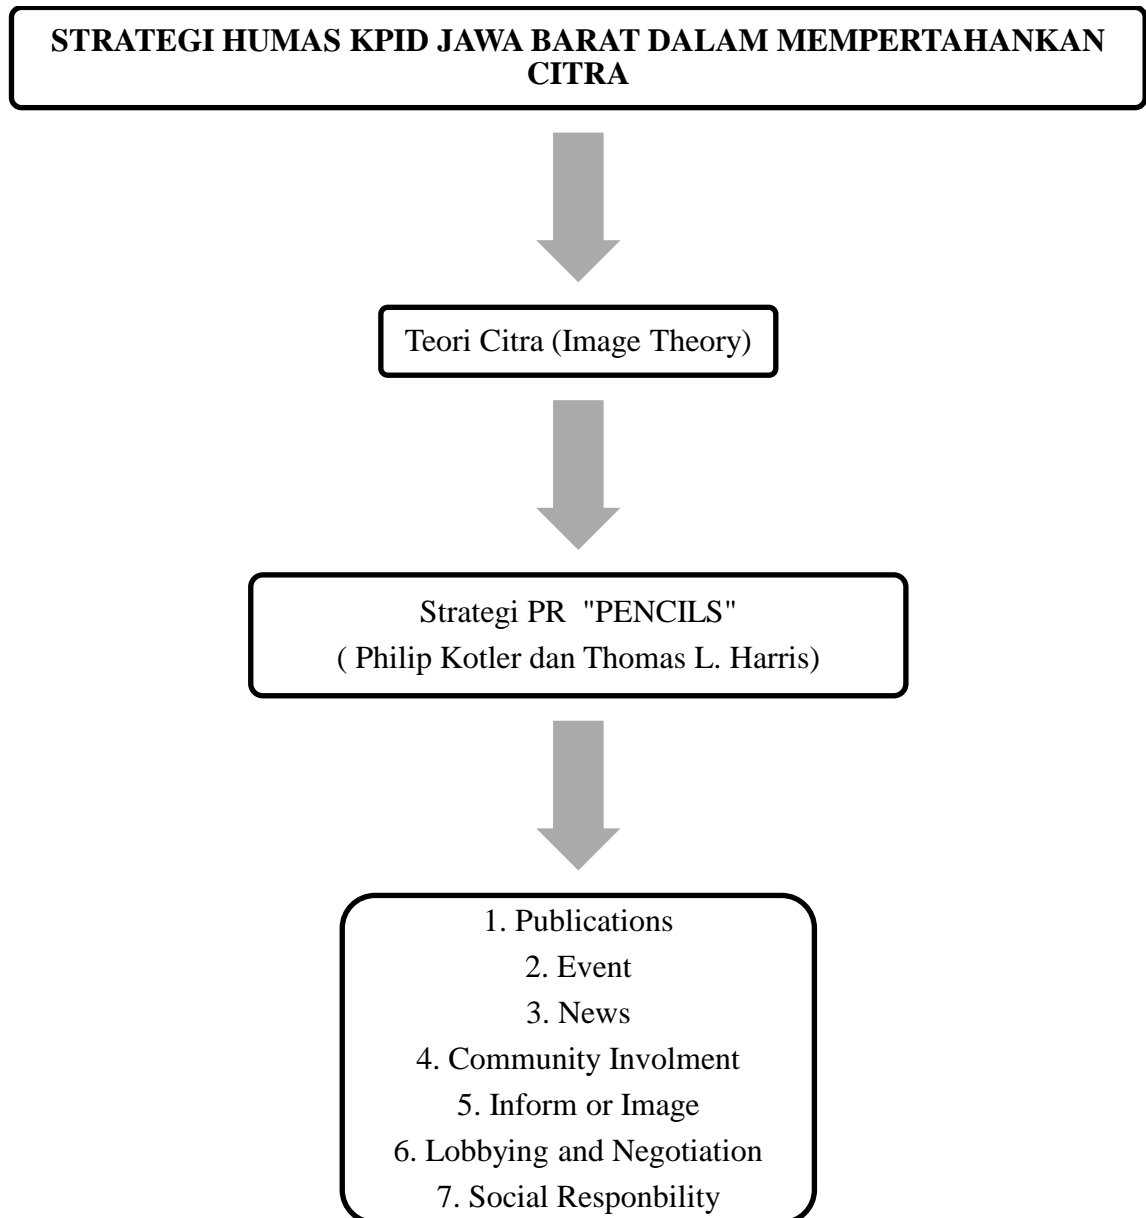 STRATEGI HUMAS KPID JAWA BARAT DALAM MEMPERTAHANKAN
CITRA
Teori Citra (Image Theory)
Strategi PR "PENCILS"
( Philip Kotler dan Thomas L. Harris)
1. Publications
2. Event
3. News
4. Community Involment
5. Inform or Image
6. Lobbying and Negotiation
7. Social Responbility